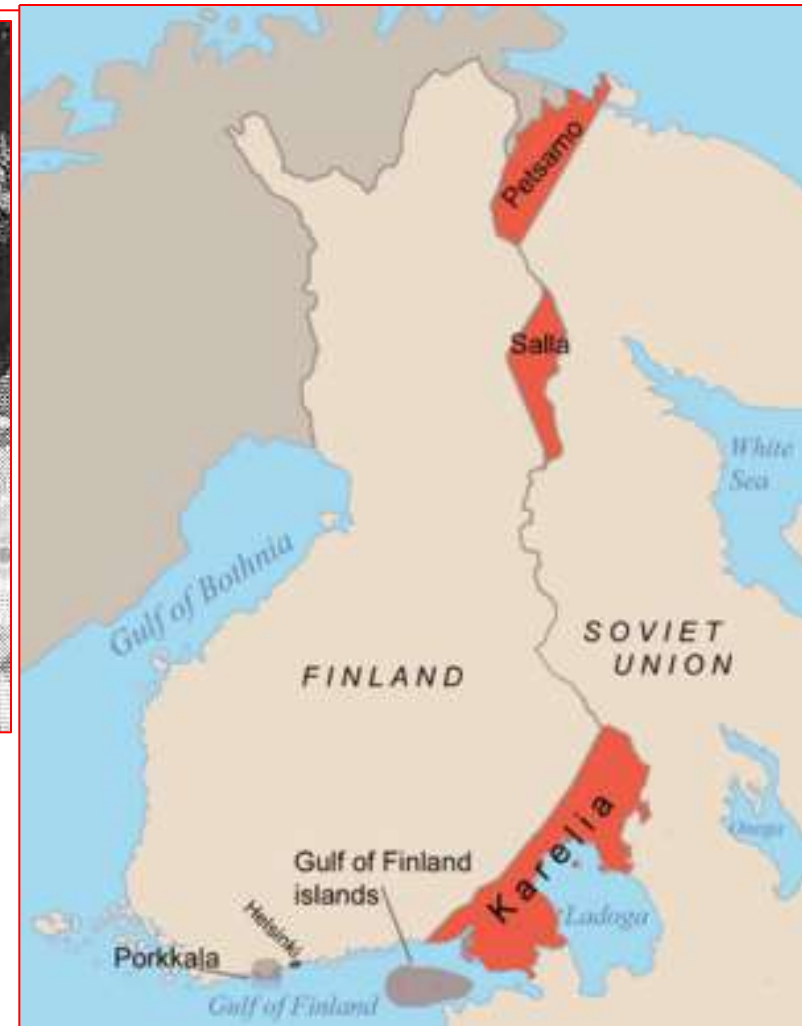 Petsamo
Salla
White
Sea
Gulf of Bothnia
SOVIET
UNION
FINLAND
Karelia
Onega
Gulf of Finland
islands
Ladoga
Helsinki
Porkkala
Gulf of Finland